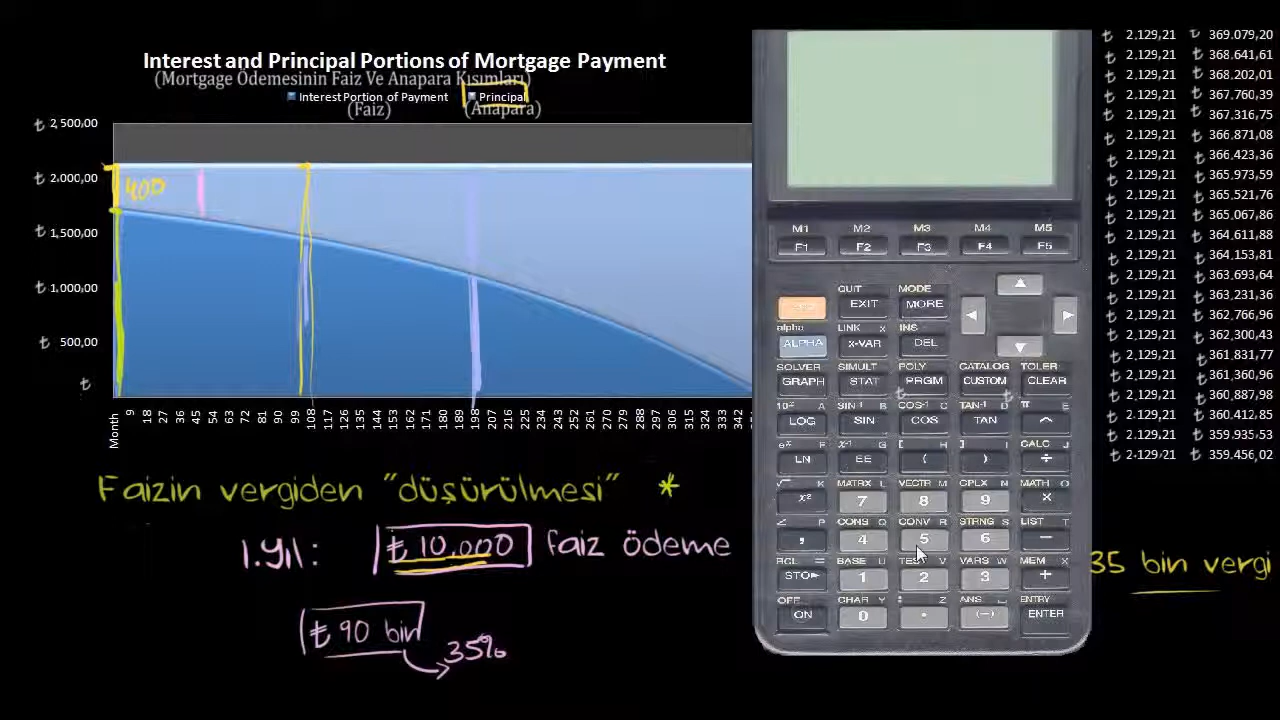 Interest and Principal Portions of Mortgage Payment
(Mortgage Ödemesinin Faiz Ve Anapara Kısımları)
Interest Portion of Payment Principal
(Faiz) (Anapara)
₺ 2,500,00
₺ 2.000,00
₺ 1,500,00
₺ 1.000,00
₺ 500,00
₺
400
Month 9 18 27 36 45 54 63 72 81 90 99 108 117 126 135 144 153 162 171 180 189 198 207 216 225 234 243 252 261 270 279 288 297 306 315 324 333 342
Faizin vergiden "düşürülmesi" *
1.yıl: ₺ 10,000 faiz ödeme
₺ 90 bin
35%
35 bin vergi
M1 M2 M3 M4 M5
F1 F2 F3 F4 F5
QUIT MODE
EXIT MORE
alpha LINK X INS
ALPHA x-VAR DEL
SOLVER SIMULT POLY CATALOG TOLER
GRAPH STAT PRGM CUSTOM CLEAR
10ˣ A SIN⁻¹ B COS⁻¹ C TAN⁻¹ D π E
LOG SIN COS TAN ^
eˣ F x⁻¹ G [ H ] I CALC J
LN EE ( ) ÷
√ K MATRX L VECTR M CPLX N MATH O
x² 7 8 9 ×
∠ P CONS Q CONV R STRNG S LIST T
, 4 5 6 −
RCL = BASE U TEST V VARS W MEM X
STO▶ 1 2 3 +
OFF CHAR Y : Z ANS ENTRY
ON 0 . (−) ENTER
₺ 2.129,21 ₺ 369.079,20
₺ 2.129,21 ₺ 368.641,61
₺ 2.129,21 ₺ 368.202,01
₺ 2.129,21 ₺ 367.760,39
₺ 2.129,21 ₺ 367.316,75
₺ 2.129,21 ₺ 366.871,08
₺ 2.129,21 ₺ 366.423,36
₺ 2.129,21 ₺ 365.973,59
₺ 2.129,21 ₺ 365.521,76
₺ 2.129,21 ₺ 365.067,86
₺ 2.129,21 ₺ 364.611,88
₺ 2.129,21 ₺ 364.153,81
₺ 2.129,21 ₺ 363.693,64
₺ 2.129,21 ₺ 363.231,36
₺ 2.129,21 ₺ 362.766,96
₺ 2.129,21 ₺ 362.300,43
₺ 2.129,21 ₺ 361.831,77
₺ 2.129,21 ₺ 361.360,96
₺ 2.129,21 ₺ 360.887,98
₺ 2.129,21 ₺ 360.412,85
₺ 2.129,21 ₺ 359.935,53
₺ 2.129,21 ₺ 359.456,02